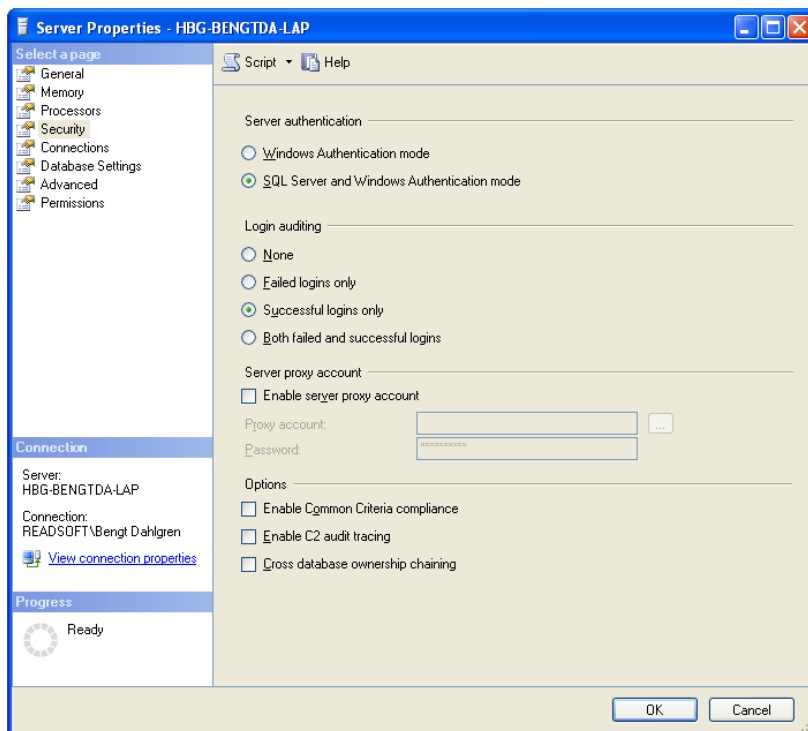 Server Properties - HBG-BENGTDA-LAP
Select a page
General
Memory
Processors
Security
Connections
Database Settings
Advanced
Permissions
Script
Help
Server authentication
Windows Authentication mode
SQL Server and Windows Authentication mode
Login auditing
None
Failed logins only
Successful logins only
Both failed and successful logins
Server proxy account
Enable server proxy account
Proxy account:
...
Password:
**********
Options
Enable Common Criteria compliance
Enable C2 audit tracing
Cross database ownership chaining
Connection
Server:
HBG-BENGTDA-LAP
Connection:
READSOFT\Bengt Dahlgren
View connection properties
Progress
Ready
OK
Cancel